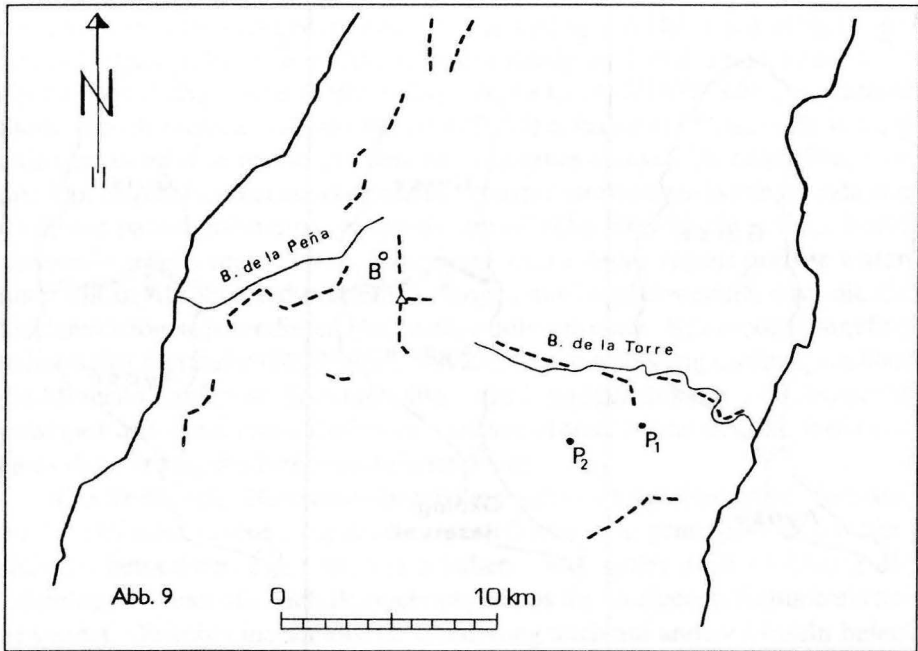 N
B. de la Peña
B
B. de la Torre
P₁
P₂
Abb. 9
0
10 km